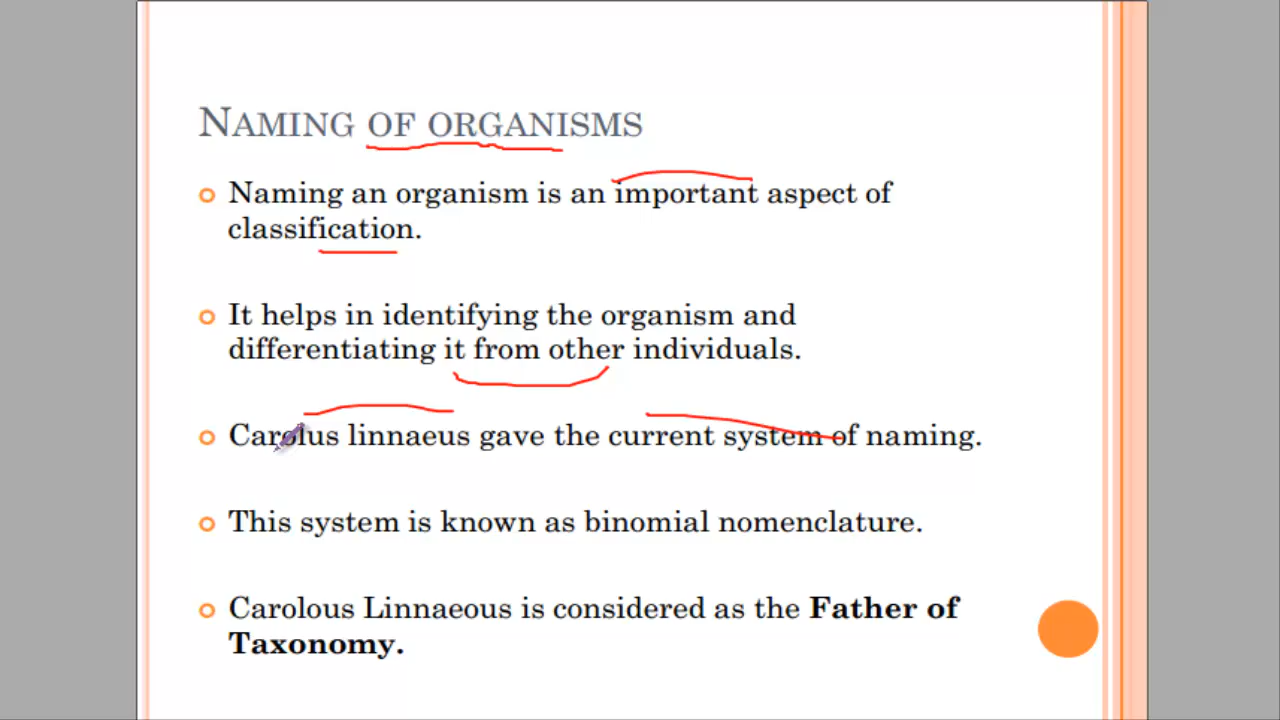 NAMING OF ORGANISMS
Naming an organism is an important aspect of
classification.
It helps in identifying the organism and
differentiating it from other individuals.
Carolus linnaeus gave the current system of naming.
This system is known as binomial nomenclature.
Carolous Linnaeous is considered as the Father of
Taxonomy.